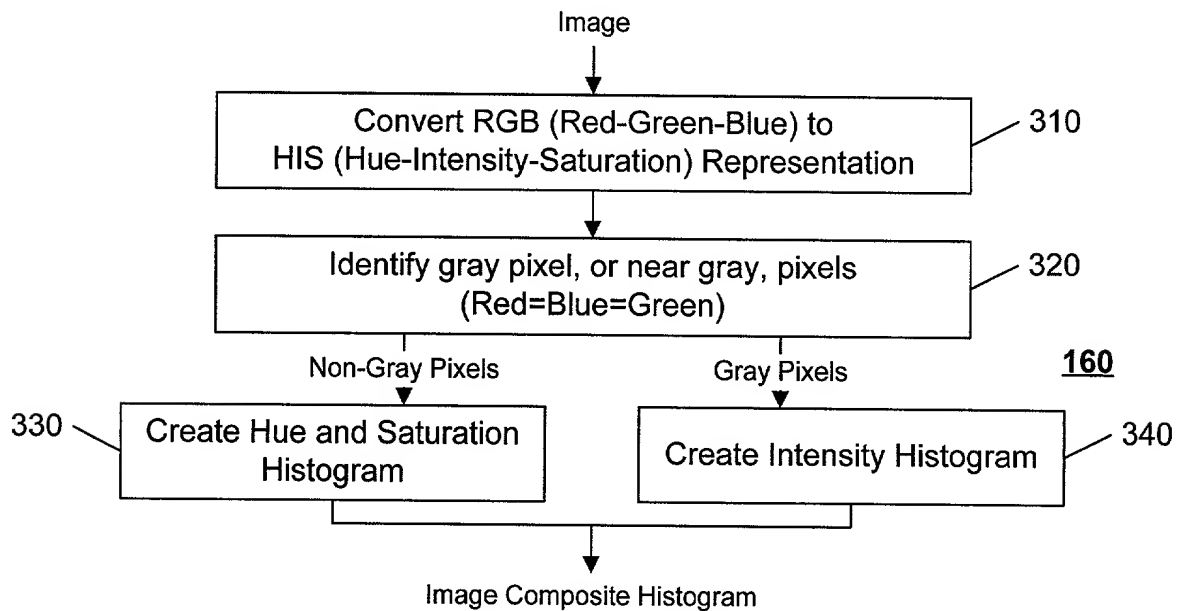 Image
Convert RGB (Red-Green-Blue) to
HIS (Hue-Intensity-Saturation) Representation
310
Identify gray pixel, or near gray, pixels
(Red=Blue=Green)
320
Non-Gray Pixels
Gray Pixels
160
330
Create Hue and Saturation
Histogram
Create Intensity Histogram
340
Image Composite Histogram